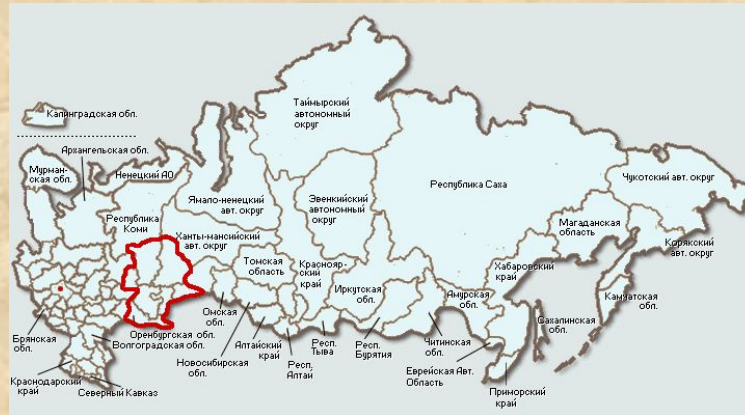 Калинградская обл.
Архангельская обл.
Мурман-
ская обл.
Ненецкий АО
Республика
Коми
Таймырский
автономный
округ
Ямало-ненецкий
авт. округ
Эвенкийский
автономный
округ
Ханты-мансийский
авт. округ
Томская
область
Краснояр-
ский
край
Иркутская
обл.
Республика Саха
Чукотский авт. округ
Магаданская
область
Корякский
авт. округ
Хабаровский
край
Амурская
обл.
Камчатская
обл.
Сахалинская
обл.
Брянская
обл.
Оренбургская обл.
Волгоградская обл.
Омская
обл.
Новосибирская
обл.
Алтайский
край
Респ.
Алтай
Респ.
Тыва
Респ.
Бурятия
Читинская
обл.
Еврейская Авт.
Область
Приморский
край
Краснодарский
край
Северный Кавказ